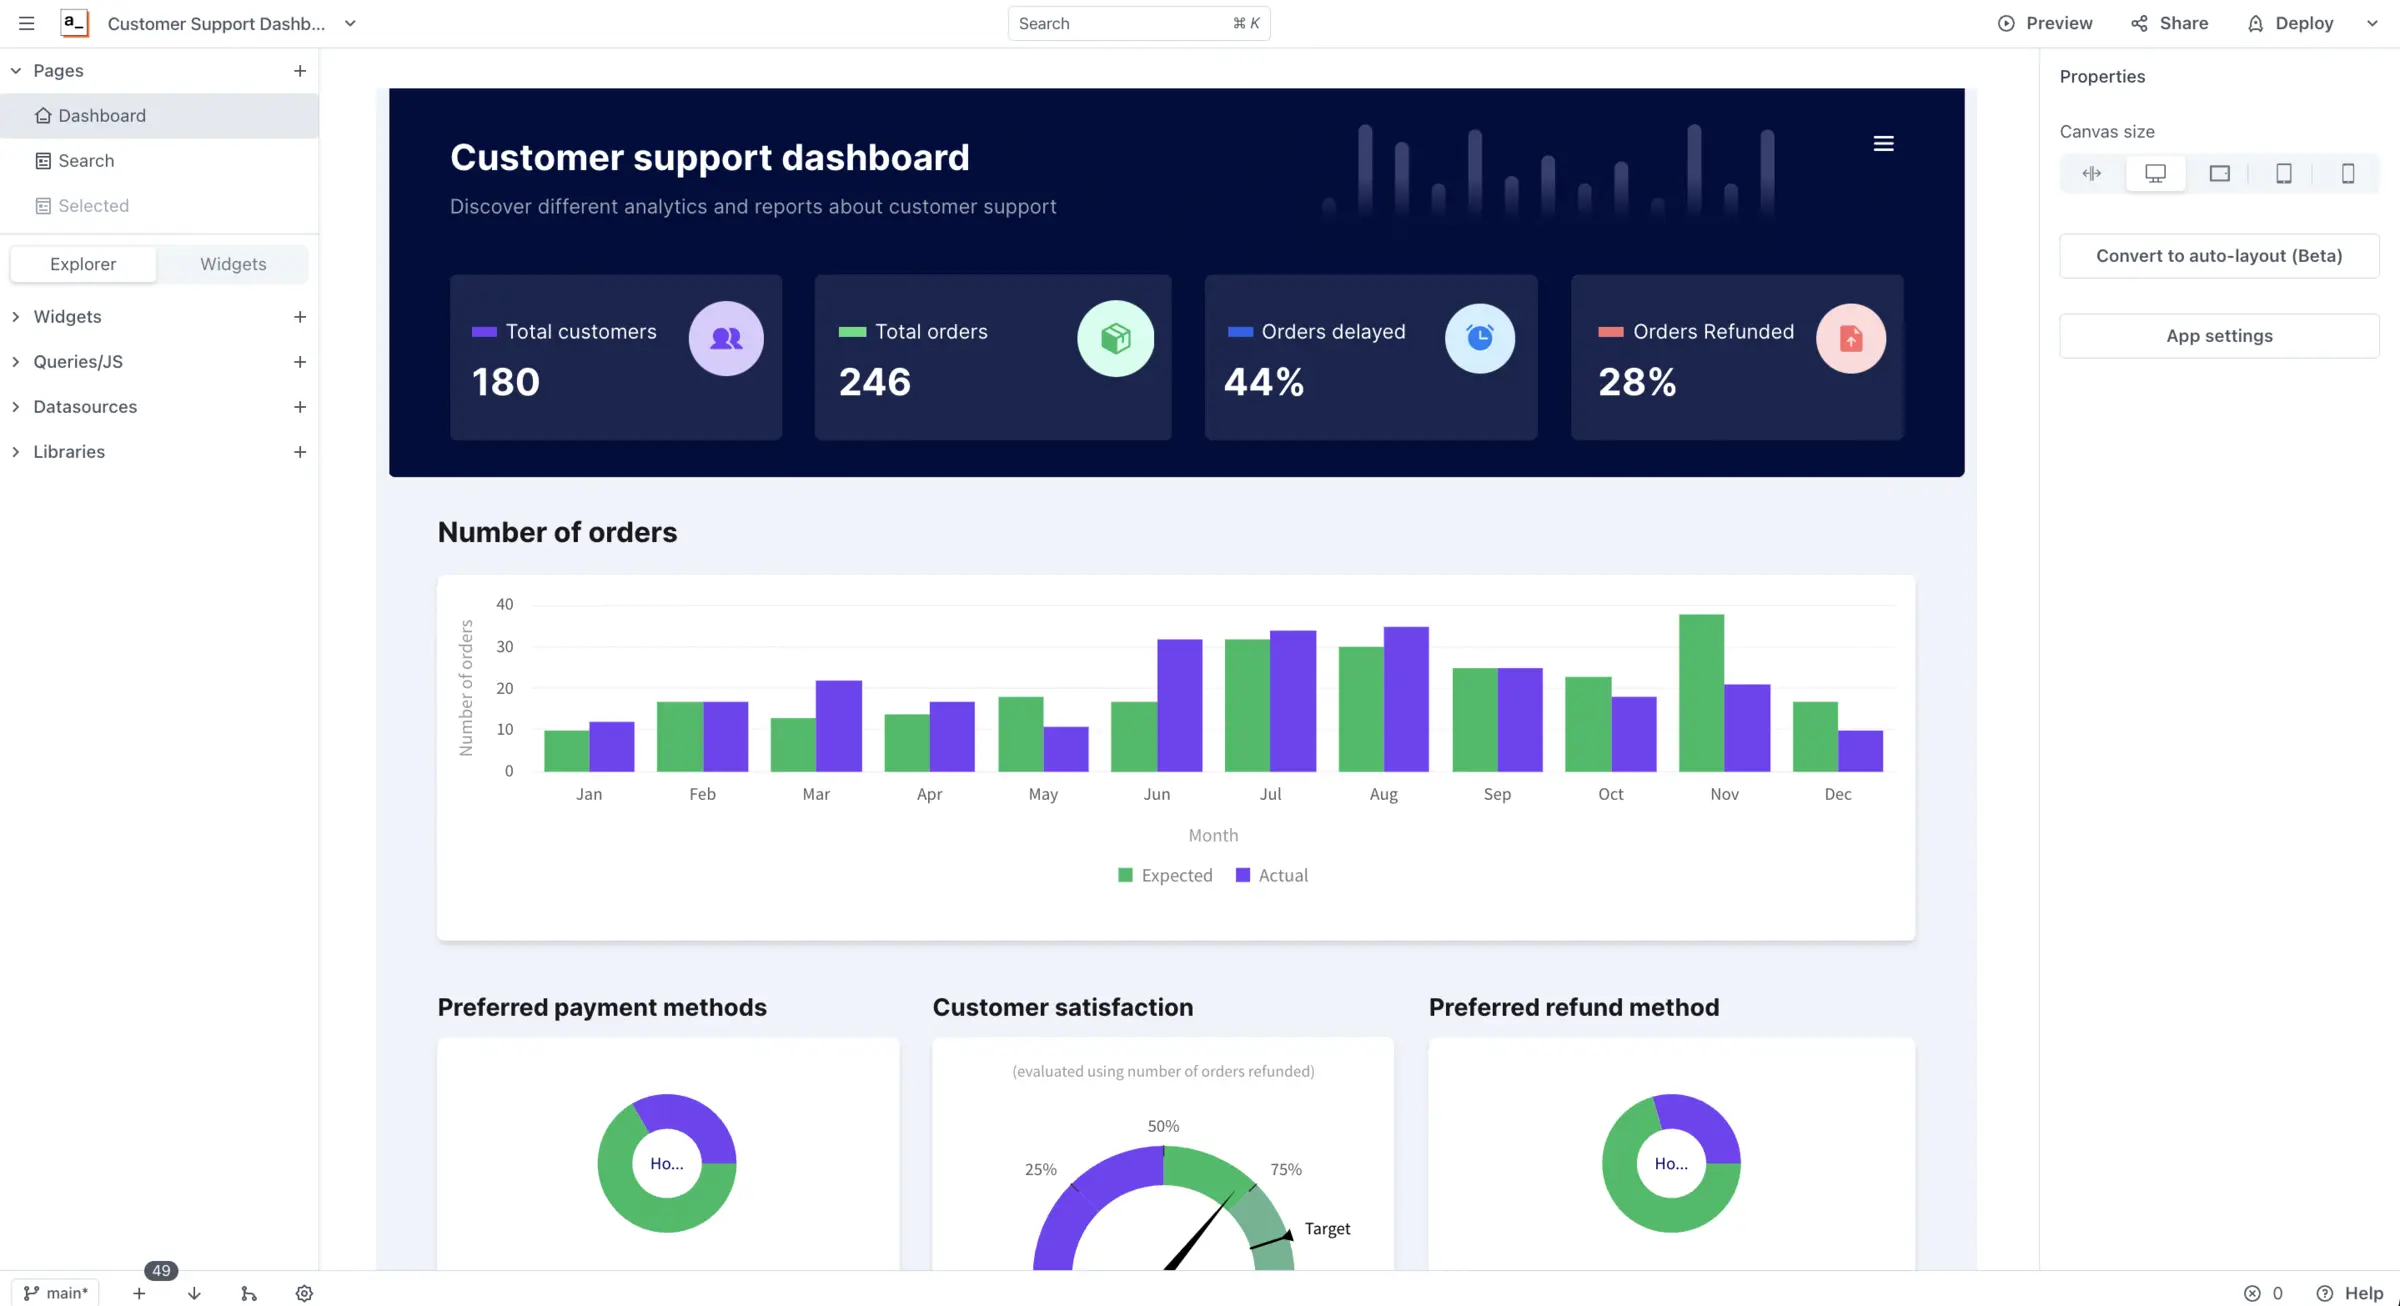 a_ Customer Support Dashb...
Search ⌘ K
Preview Share Deploy
Pages
Dashboard
Search
Selected
Explorer Widgets
Widgets
Queries/JS
Datasources
Libraries
Customer support dashboard
Discover different analytics and reports about customer support
Total customers
180
Total orders
246
Orders delayed
44%
Orders Refunded
28%
Number of orders
Number of orders
40
30
20
10
0
Jan Feb Mar Apr May Jun Jul Aug Sep Oct Nov Dec
Month
Expected Actual
Preferred payment methods
Ho...
Customer satisfaction
(evaluated using number of orders refunded)
50%
25% 75%
Target
Preferred refund method
Ho...
Properties
Canvas size
Convert to auto-layout (Beta)
App settings
49
main*
0 Help